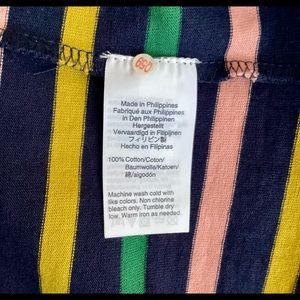 Made in Philippines
Fabriqué aux Philippines
In Den Philippinen
Hergestellt
Vervaardigd in Filipijnen
フィリピン製
Hecho en Filipinas
100% Cotton/Coton/
Baumwolle/Katoen/
綿/algodón
Machine wash cold with
like colors. Non chlorine
bleach only. Tumble dry
low. Warm iron as needed.